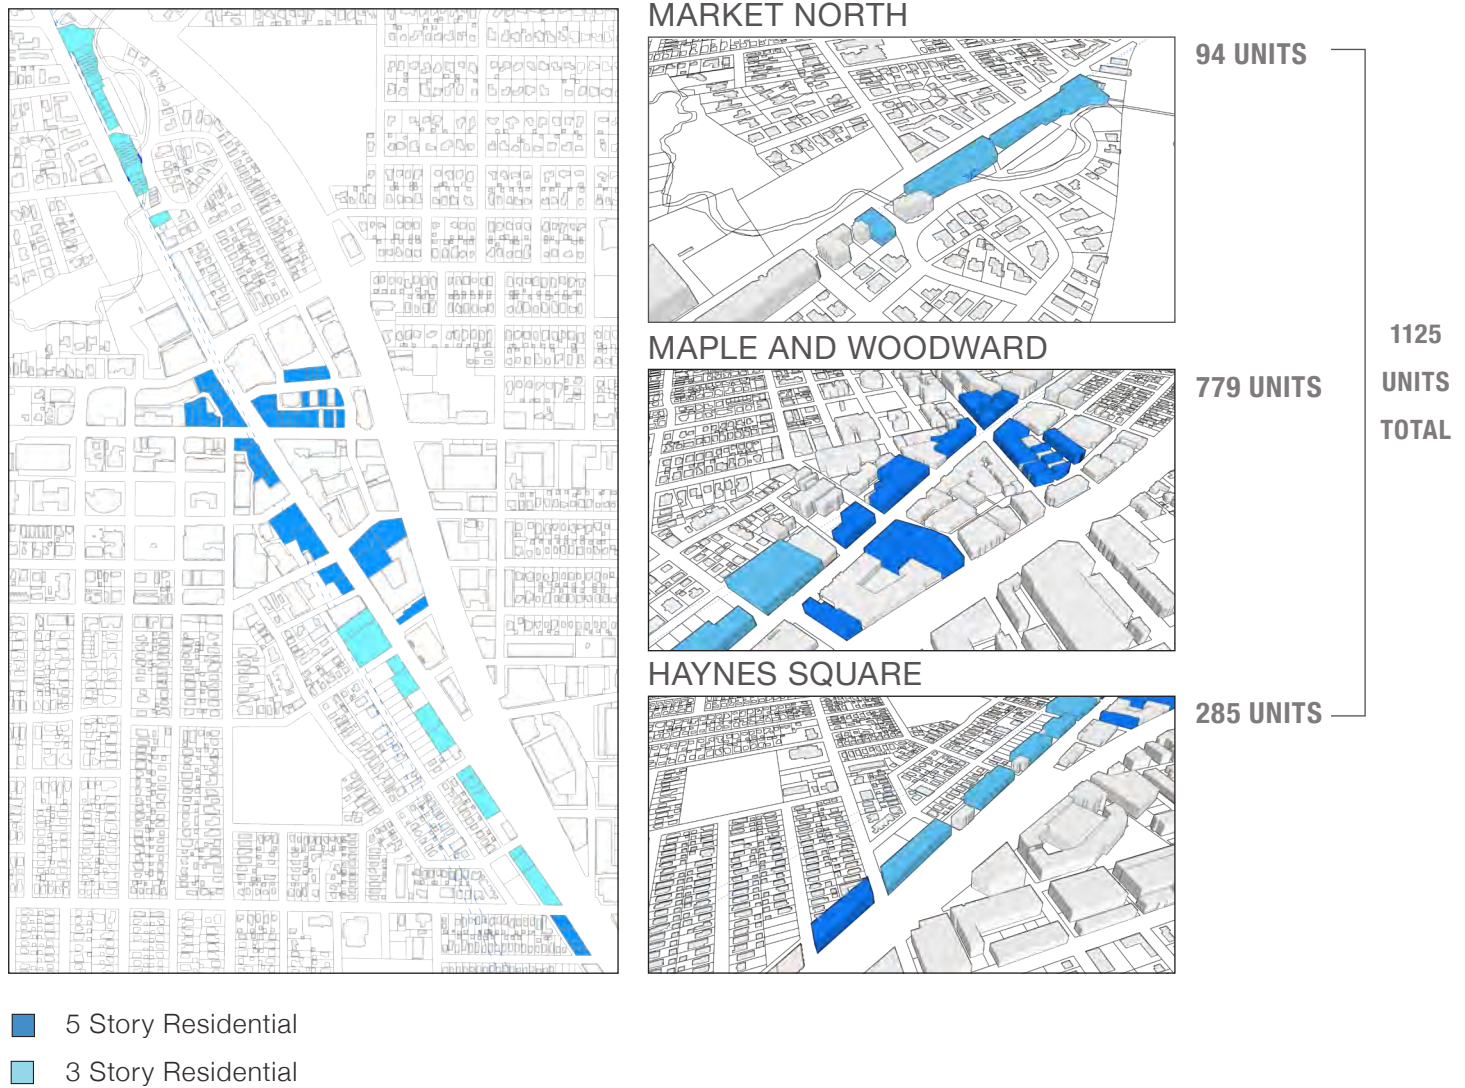 MARKET NORTH
94 UNITS
MAPLE AND WOODWARD
779 UNITS
HAYNES SQUARE
285 UNITS
1125
UNITS
TOTAL
5 Story Residential
3 Story Residential